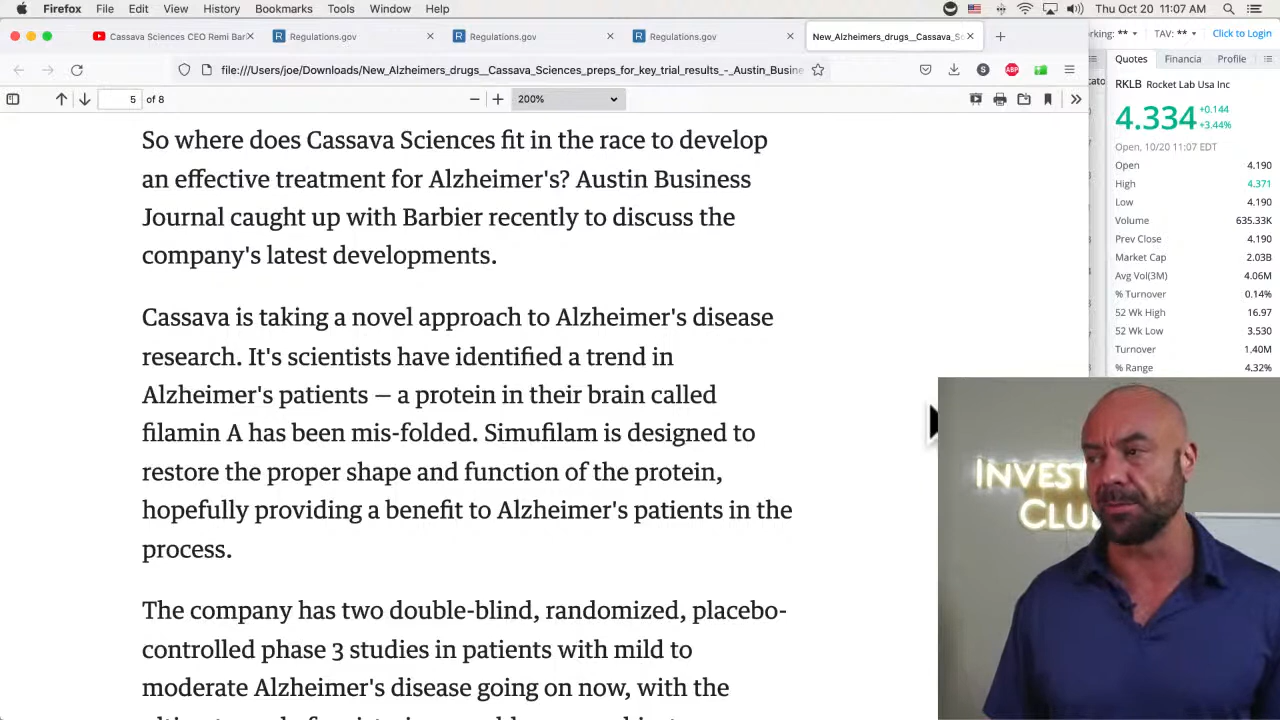 Firefox File Edit View History Bookmarks Tools Window Help Thu Oct 20 11:07 AM
Cassava Sciences CEO Remi Bar
Regulations.gov
Regulations.gov
Regulations.gov
New_Alzheimers_drugs__Cassava_S
rking: ** TAV: ** Click to Login
file:///Users/joe/Downloads/New_Alzheimers_drugs__Cassava_Sciences_preps_for_key_trial_results_-_Austin_Busine
S ABP
5 of 8
200%
So where does Cassava Sciences fit in the race to develop
an effective treatment for Alzheimer's? Austin Business
Journal caught up with Barbier recently to discuss the
company's latest developments.
Cassava is taking a novel approach to Alzheimer's disease
research. It's scientists have identified a trend in
Alzheimer's patients — a protein in their brain called
filamin A has been mis-folded. Simufilam is designed to
restore the proper shape and function of the protein,
hopefully providing a benefit to Alzheimer's patients in the
process.
The company has two double-blind, randomized, placebo-
controlled phase 3 studies in patients with mild to
moderate Alzheimer's disease going on now, with the
Quotes Financia Profile
RKLB Rocket Lab Usa Inc
4.334 +0.144
+3.44%
Open, 10/20 11:07 EDT
Open 4.190
High 4.371
Low 4.190
Volume 635.33K
Prev Close 4.190
Market Cap 2.03B
Avg Vol(3M) 4.06M
% Turnover 0.14%
52 Wk High 16.97
52 Wk Low 3.530
Turnover 1.40M
% Range 4.32%
INVEST
CLU